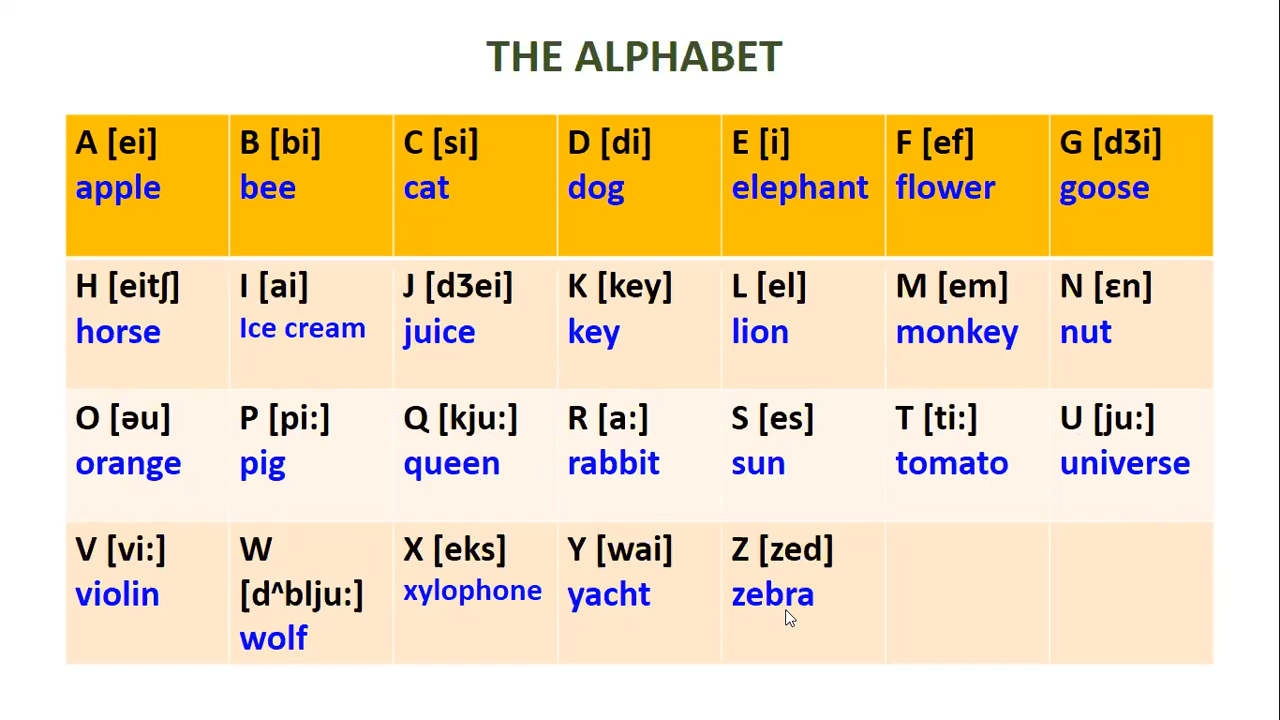 THE ALPHABET
A [ei]
apple
B [bi]
bee
C [si]
cat
D [di]
dog
E [i]
elephant
F [ef]
flower
G [dƷi]
goose
H [eitʃ]
horse
I [ai]
Ice cream
J [dƷei]
juice
K [key]
key
L [el]
lion
M [em]
monkey
N [ɛn]
nut
O [əu]
orange
P [pi:]
pig
Q [kju:]
queen
R [a:]
rabbit
S [es]
sun
T [ti:]
tomato
U [ju:]
universe
V [vi:]
violin
W
[d^blju:]
wolf
X [eks]
xylophone
Y [wai]
yacht
Z [zed]
zebra